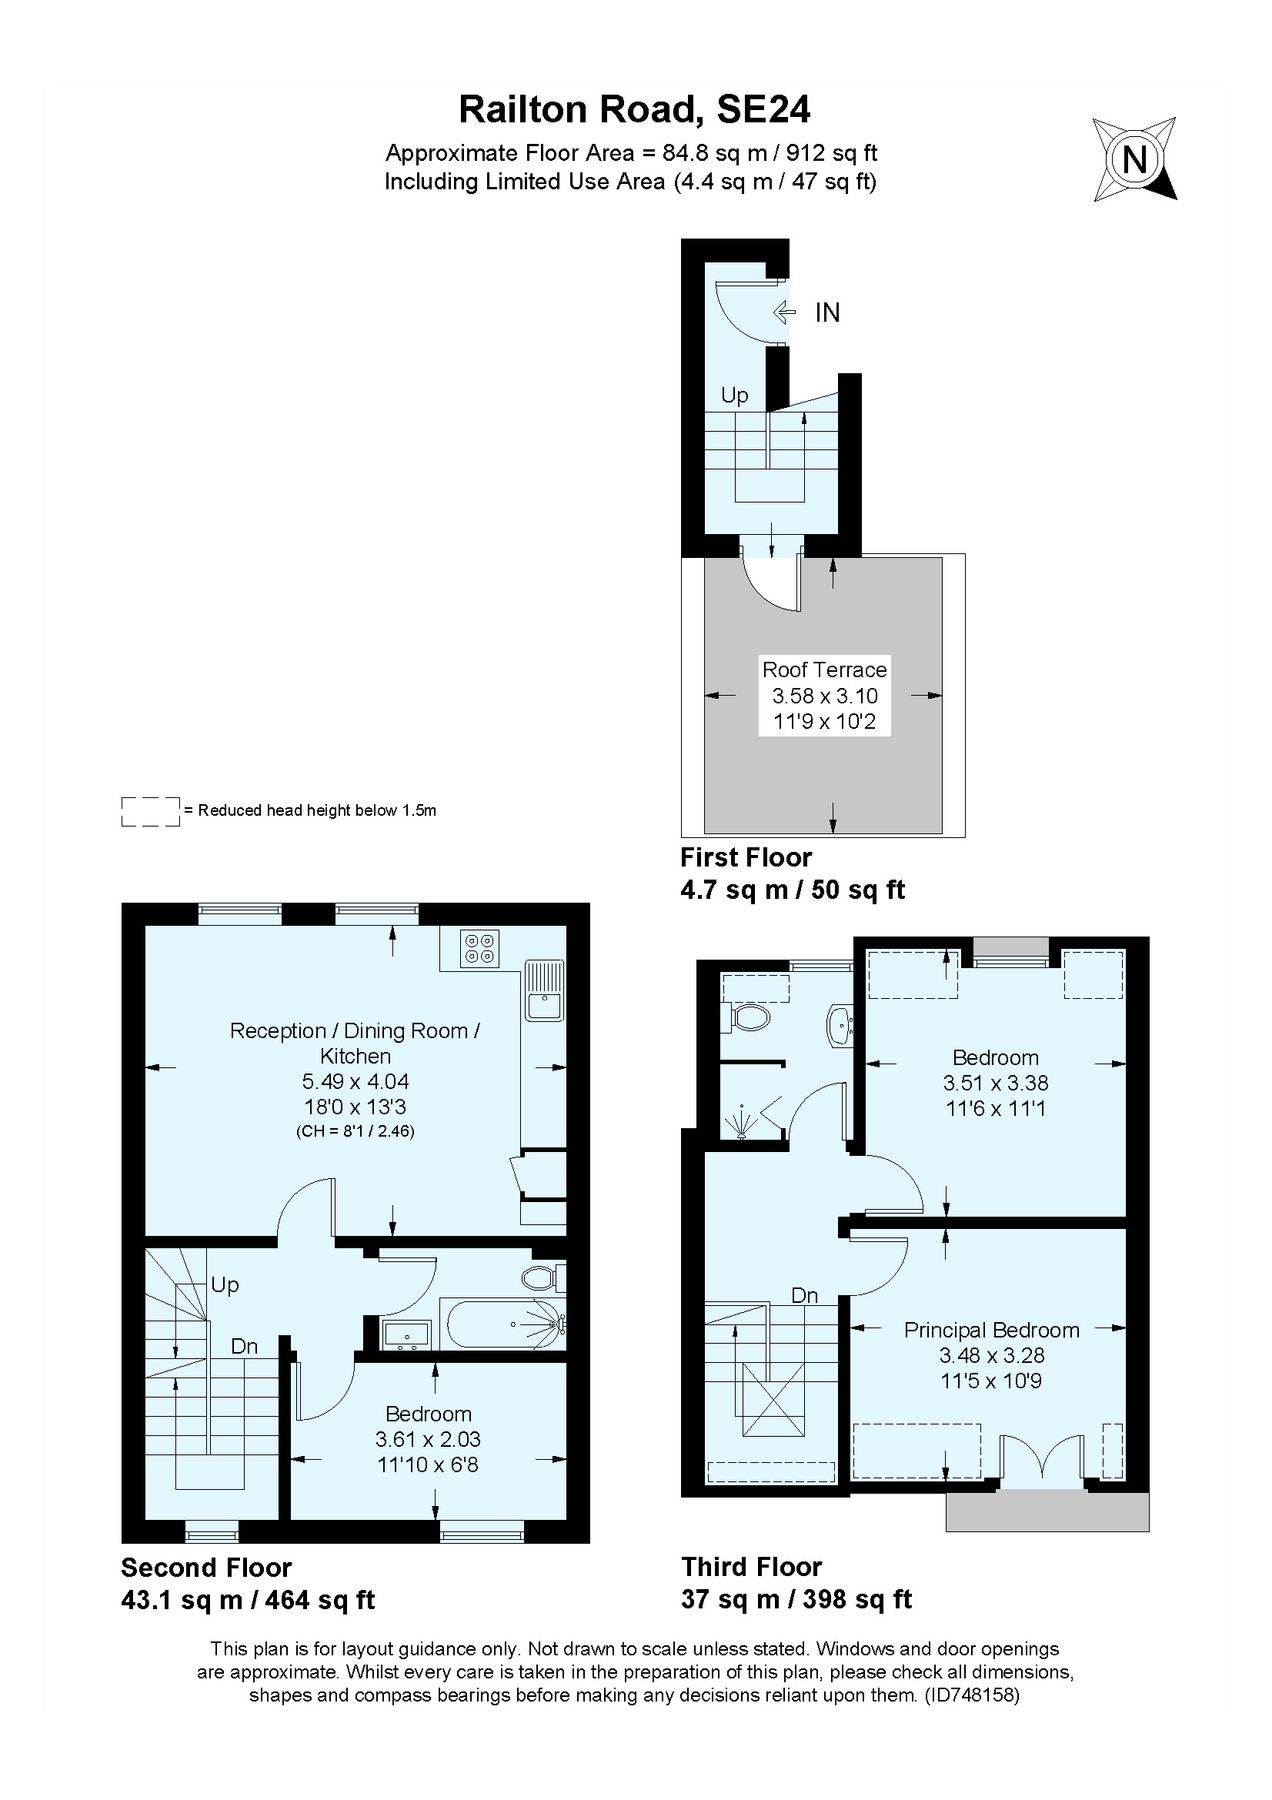 Railton Road, SE24
Approximate Floor Area = 84.8 sq m / 912 sq ft
Including Limited Use Area (4.4 sq m / 47 sq ft)
N
IN
Up
Roof Terrace
3.58 x 3.10
11'9 x 10'2
= Reduced head height below 1.5m
First Floor
4.7 sq m / 50 sq ft
Reception / Dining Room /
Kitchen
5.49 x 4.04
18'0 x 13'3
(CH = 8'1 / 2.46)
Up
Dn
Bedroom
3.61 x 2.03
11'10 x 6'8
Second Floor
43.1 sq m / 464 sq ft
Bedroom
3.51 x 3.38
11'6 x 11'1
Dn
Principal Bedroom
3.48 x 3.28
11'5 x 10'9
Third Floor
37 sq m / 398 sq ft
This plan is for layout guidance only. Not drawn to scale unless stated. Windows and door openings
are approximate. Whilst every care is taken in the preparation of this plan, please check all dimensions,
shapes and compass bearings before making any decisions reliant upon them. (ID748158)